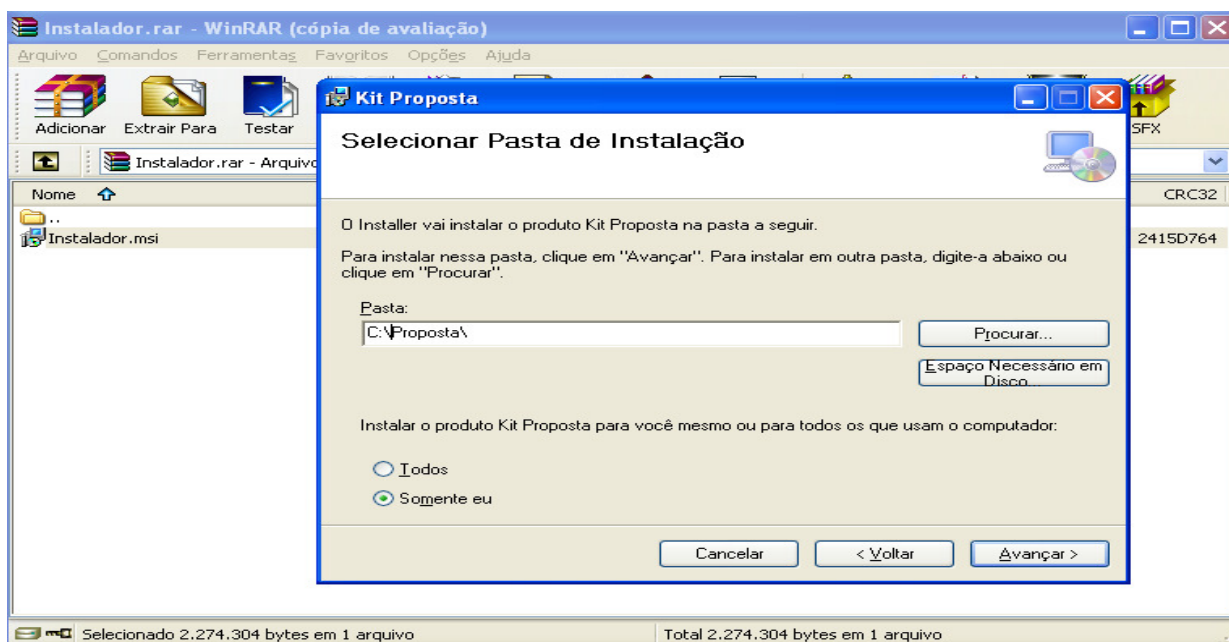 Instalador.rar - WinRAR (cópia de avaliação)
Arquivo Comandos Ferramentas Favoritos Opções Ajuda
Adicionar Extrair Para Testar SFX
Instalador.rar - Arquivo
Nome CRC32
..
Instalador.msi 2415D764
Kit Proposta
Selecionar Pasta de Instalação
O Installer vai instalar o produto Kit Proposta na pasta a seguir.
Para instalar nessa pasta, clique em "Avançar". Para instalar em outra pasta, digite-a abaixo ou
clique em "Procurar".
Pasta:
C:\Proposta\
Procurar...
Espaço Necessário em
Disco...
Instalar o produto Kit Proposta para você mesmo ou para todos os que usam o computador:
Todos
Somente eu
Cancelar < Voltar Avançar >
Selecionado 2.274.304 bytes em 1 arquivo Total 2.274.304 bytes em 1 arquivo